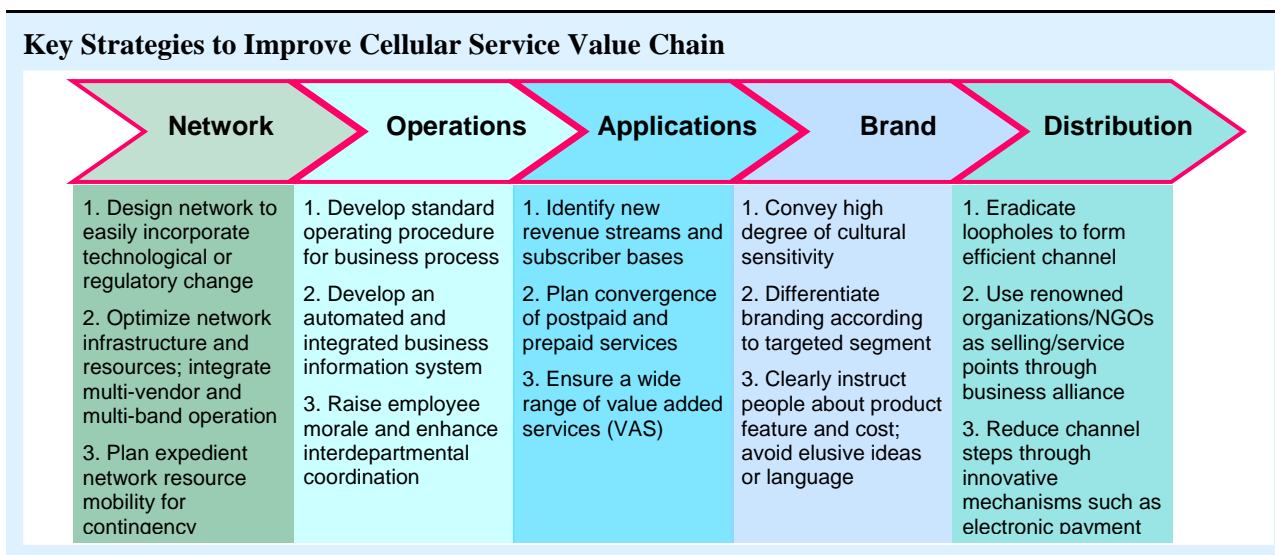 Key Strategies to Improve Cellular Service Value Chain
Network
Operations
Applications
Brand
Distribution
1. Design network to
easily incorporate
technological or
regulatory change
2. Optimize network
infrastructure and
resources; integrate
multi-vendor and
multi-band operation
3. Plan expedient
network resource
mobility for
contingency
1. Develop standard
operating procedure
for business process
2. Develop an
automated and
integrated business
information system
3. Raise employee
morale and enhance
interdepartmental
coordination
1. Identify new
revenue streams and
subscriber bases
2. Plan convergence
of postpaid and
prepaid services
3. Ensure a wide
range of value added
services (VAS)
1. Convey high
degree of cultural
sensitivity
2. Differentiate
branding according
to targeted segment
3. Clearly instruct
people about product
feature and cost;
avoid elusive ideas
or language
1. Eradicate
loopholes to form
efficient channel
2. Use renowned
organizations/NGOs
as selling/service
points through
business alliance
3. Reduce channel
steps through
innovative
mechanisms such as
electronic payment